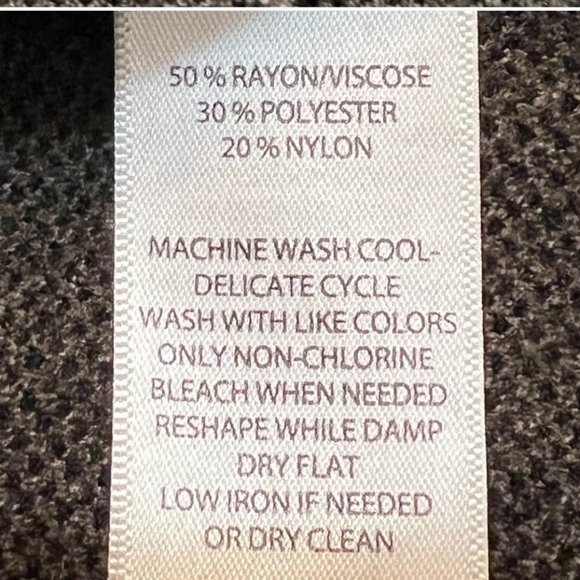 50 % RAYON/VISCOSE
30 % POLYESTER
20 % NYLON
MACHINE WASH COOL-
DELICATE CYCLE
WASH WITH LIKE COLORS
ONLY NON-CHLORINE
BLEACH WHEN NEEDED
RESHAPE WHILE DAMP
DRY FLAT
LOW IRON IF NEEDED
OR DRY CLEAN